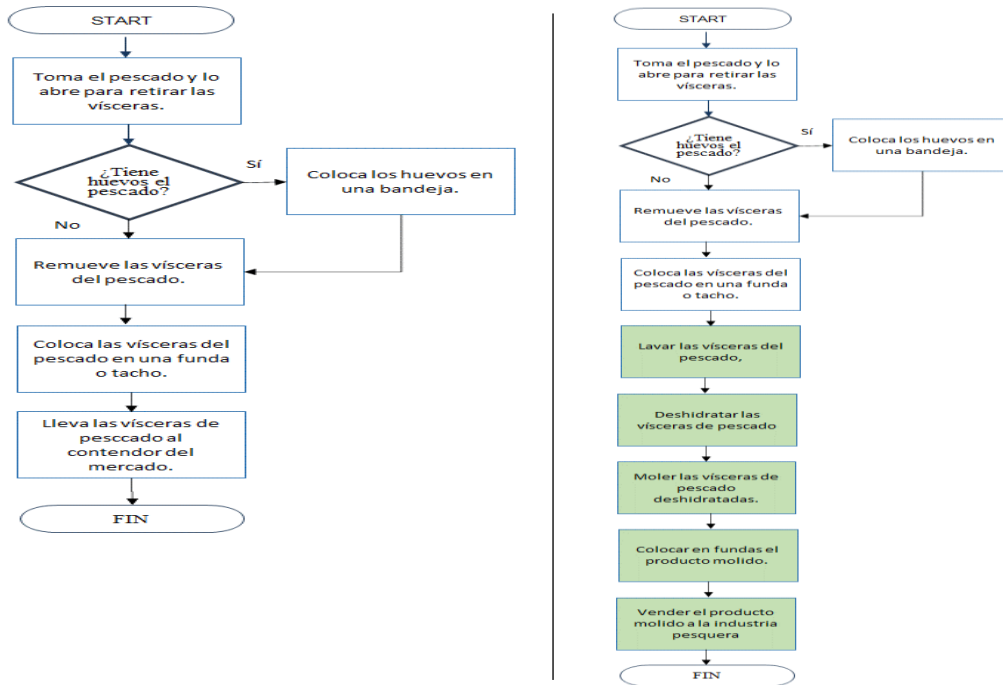 START
Toma el pescado y lo
abre para retirar las
vísceras.
¿Tiene
huevos el
pescado?
Sí
Coloca los huevos en
una bandeja.
No
Remueve las vísceras
del pescado.
Coloca las vísceras del
pescado en una funda
o tacho.
Lleva las vísceras de
pesccado al
contendor del
mercado.
FIN
START
Toma el pescado y lo
abre para retirar las
vísceras.
¿Tiene
huevos el
pescado?
Sí
Coloca los huevos en
una bandeja.
No
Remueve las vísceras
del pescado.
Coloca las vísceras del
pescado en una funda
o tacho.
Lavar las vísceras del
pescado,
Deshidratar las
vísceras de pescado
Moler las vísceras de
pescado
deshidratadas.
Colocar en fundas el
producto molido.
Vender el producto
molido a la industria
pesquera
FIN